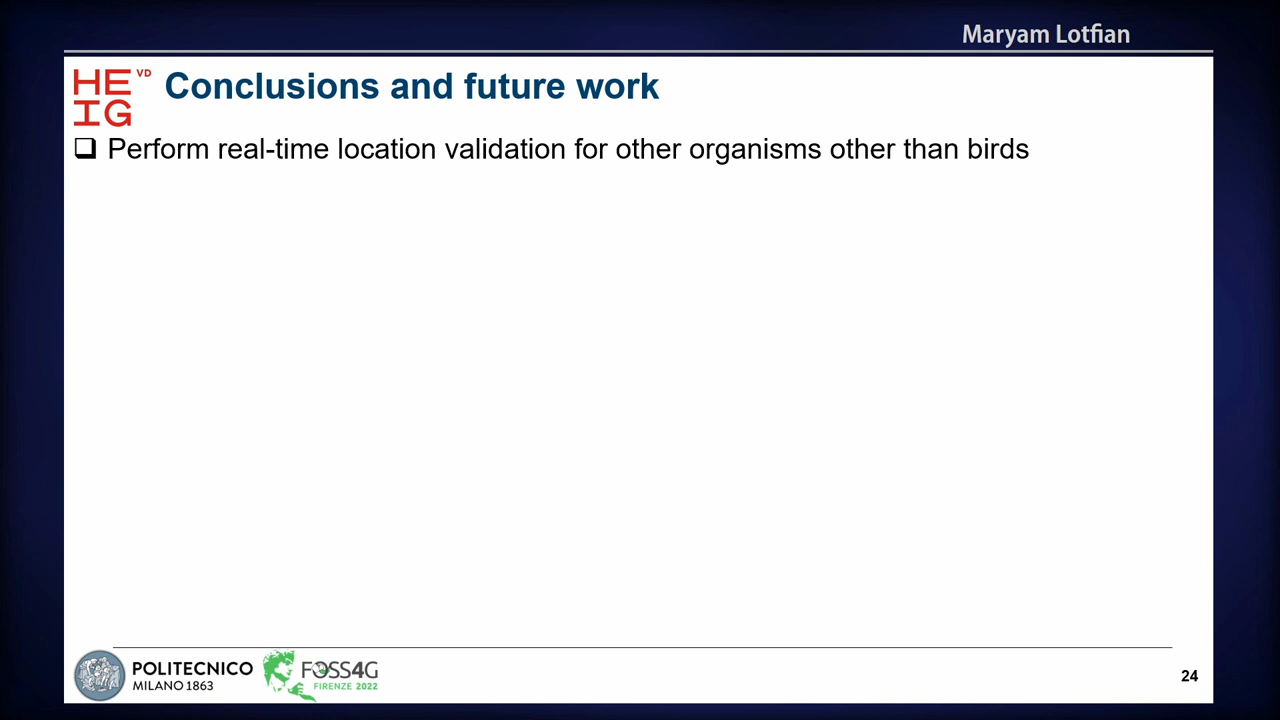 Maryam Lotfian
HE VD
IG
Conclusions and future work
Perform real-time location validation for other organisms other than birds
POLITECNICO
MILANO 1863
FOSS4G
FIRENZE 2022
24